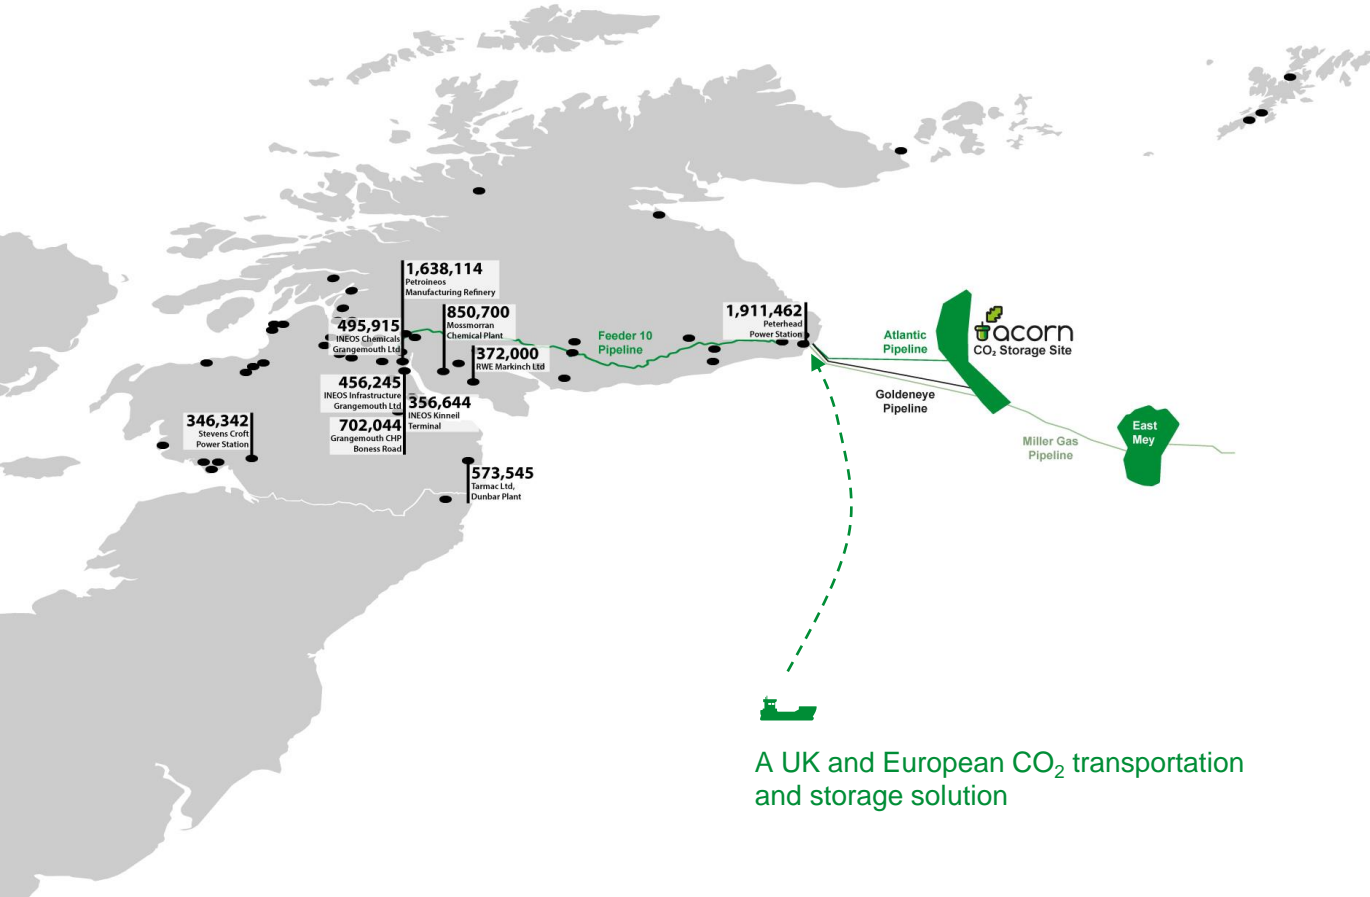 1,638,114
Petroineos
Manufacturing Refinery
495,915
INEOS Chemicals
Grangemouth Ltd
850,700
Mossmorran
Chemical Plant
372,000
RWE Markinch Ltd
Feeder 10
Pipeline
1,911,462
Peterhead
Power Station
Atlantic
Pipeline
acorn
CO₂ Storage Site
Goldeneye
Pipeline
456,245
INEOS Infrastructure
Grangemouth Ltd
356,644
INEOS Kinneil
Terminal
702,044
Grangemouth CHP
Boness Road
346,342
Stevens Croft
Power Station
Miller Gas
Pipeline
East
Mey
573,545
Tarmac Ltd,
Dunbar Plant
A UK and European CO₂ transportation
and storage solution